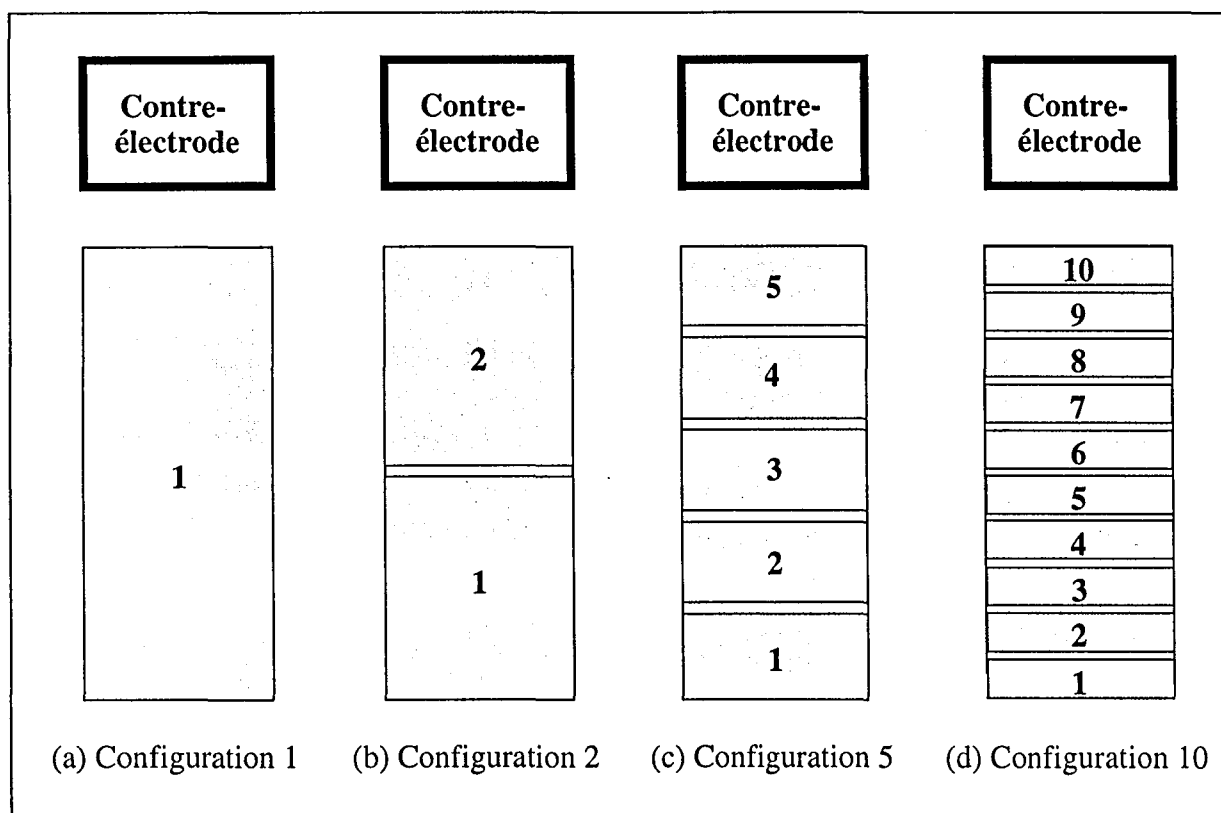 Contre-
électrode
Contre-
électrode
Contre-
électrode
Contre-
électrode
1
2
1
5
4
3
2
1
10
9
8
7
6
5
4
3
2
1
(a) Configuration 1
(b) Configuration 2
(c) Configuration 5
(d) Configuration 10